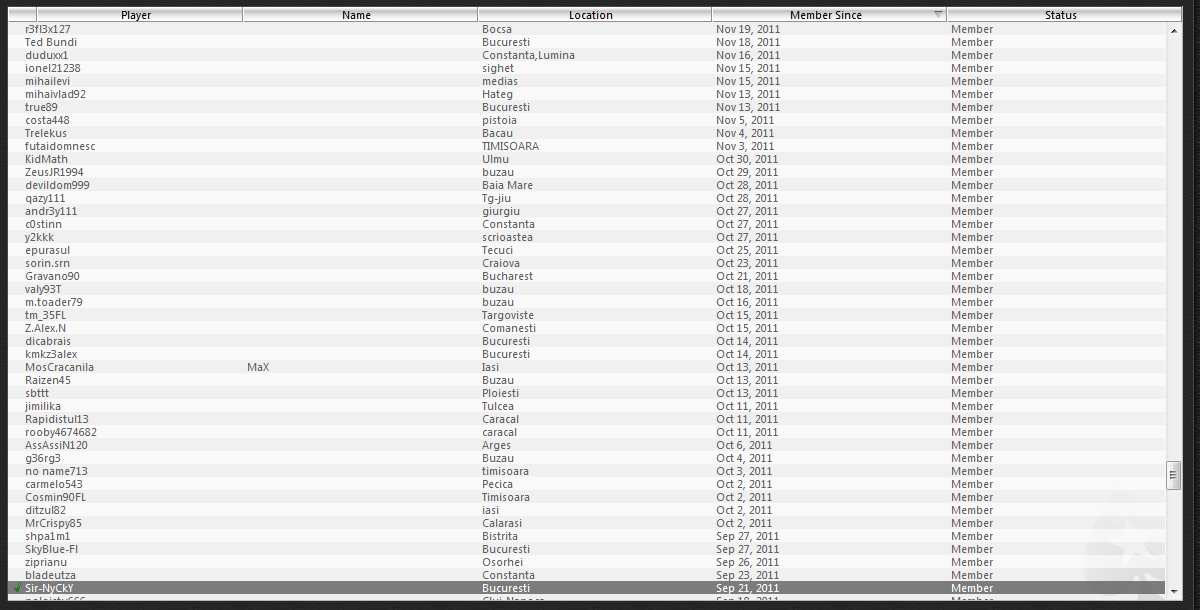 Player Name Location Member Since Status
r3fl3x127 Bocsa Nov 19, 2011 Member
Ted Bundi Bucuresti Nov 18, 2011 Member
duduxx1 Constanta,Lumina Nov 16, 2011 Member
ionel21238 sighet Nov 15, 2011 Member
mihailevi medias Nov 15, 2011 Member
mihaivlad92 Hateg Nov 13, 2011 Member
true89 Bucuresti Nov 13, 2011 Member
costa448 pistoia Nov 5, 2011 Member
Trelekus Bacau Nov 4, 2011 Member
futaidomnesc TIMISOARA Nov 3, 2011 Member
KidMath Ulmu Oct 30, 2011 Member
ZeusJR1994 buzau Oct 29, 2011 Member
devildom999 Baia Mare Oct 28, 2011 Member
qazy111 Tg-jiu Oct 28, 2011 Member
andr3y111 giurgiu Oct 27, 2011 Member
c0stinn Constanta Oct 27, 2011 Member
y2kkk scrioastea Oct 27, 2011 Member
epurasul Tecuci Oct 25, 2011 Member
sorin.srn Craiova Oct 23, 2011 Member
Gravano90 Bucharest Oct 21, 2011 Member
valy93T buzau Oct 18, 2011 Member
m.toader79 buzau Oct 16, 2011 Member
tm_35FL Targoviste Oct 15, 2011 Member
Z.Alex.N Comanesti Oct 15, 2011 Member
dicabrais Bucuresti Oct 14, 2011 Member
kmkz3alex Bucuresti Oct 14, 2011 Member
MosCracanila MaX Iasi Oct 13, 2011 Member
Raizen45 Buzau Oct 13, 2011 Member
sbttt Ploiesti Oct 13, 2011 Member
jimilika Tulcea Oct 11, 2011 Member
Rapidistul13 Caracal Oct 11, 2011 Member
rooby4674682 caracal Oct 11, 2011 Member
AssAssiN120 Arges Oct 6, 2011 Member
g36rg3 Buzau Oct 4, 2011 Member
no name713 timisoara Oct 3, 2011 Member
carmelo543 Pecica Oct 2, 2011 Member
Cosmin90FL Timisoara Oct 2, 2011 Member
ditzul82 iasi Oct 2, 2011 Member
MrCrispy85 Calarasi Oct 2, 2011 Member
shpa1m1 Bistrita Sep 27, 2011 Member
SkyBlue-FI Bucuresti Sep 27, 2011 Member
ziprianu Osorhei Sep 26, 2011 Member
bladeutza Constanta Sep 23, 2011 Member
Sir-NyCkY Bucuresti Sep 21, 2011 Member